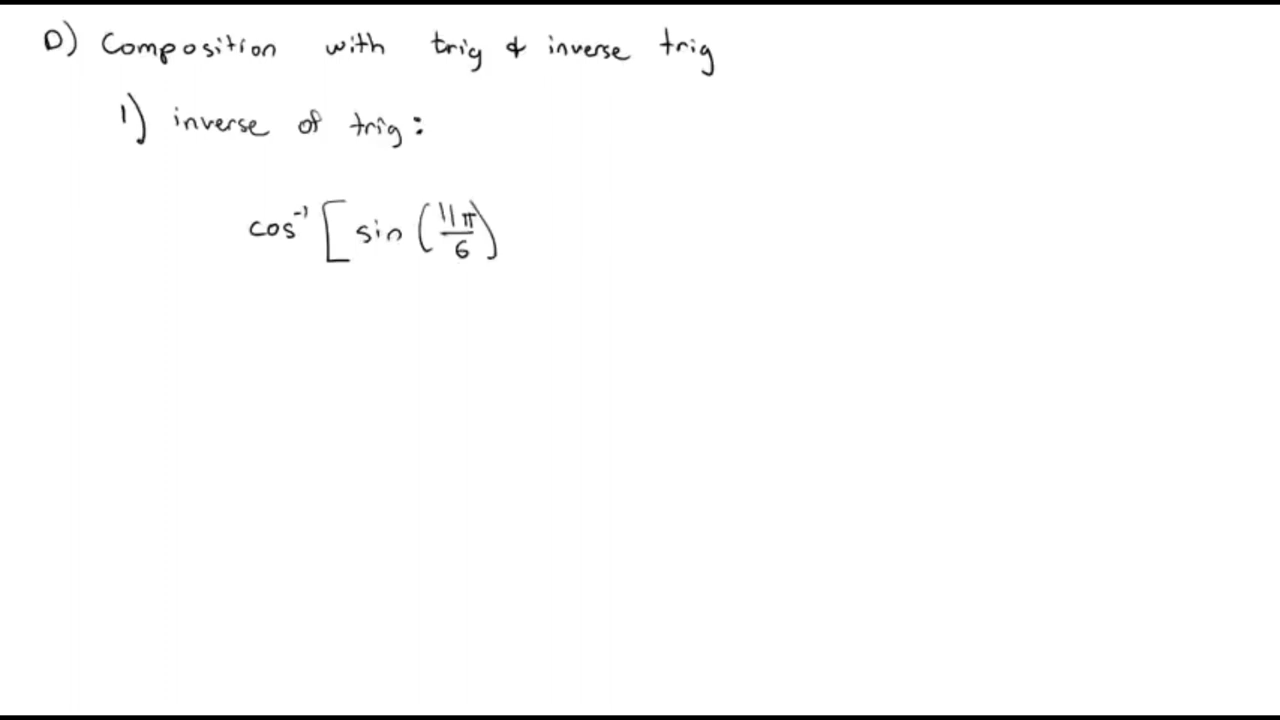 D) Composition with trig & inverse trig
1) inverse of trig:
cos⁻¹ [ sin (11π/6)